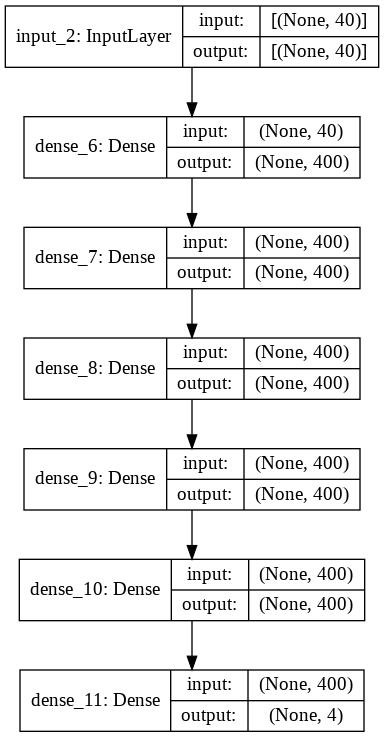 input_2: InputLayer
input: [(None, 40)]
output: [(None, 40)]
dense_6: Dense
input: (None, 40)
output: (None, 400)
dense_7: Dense
input: (None, 400)
output: (None, 400)
dense_8: Dense
input: (None, 400)
output: (None, 400)
dense_9: Dense
input: (None, 400)
output: (None, 400)
dense_10: Dense
input: (None, 400)
output: (None, 400)
dense_11: Dense
input: (None, 400)
output: (None, 4)